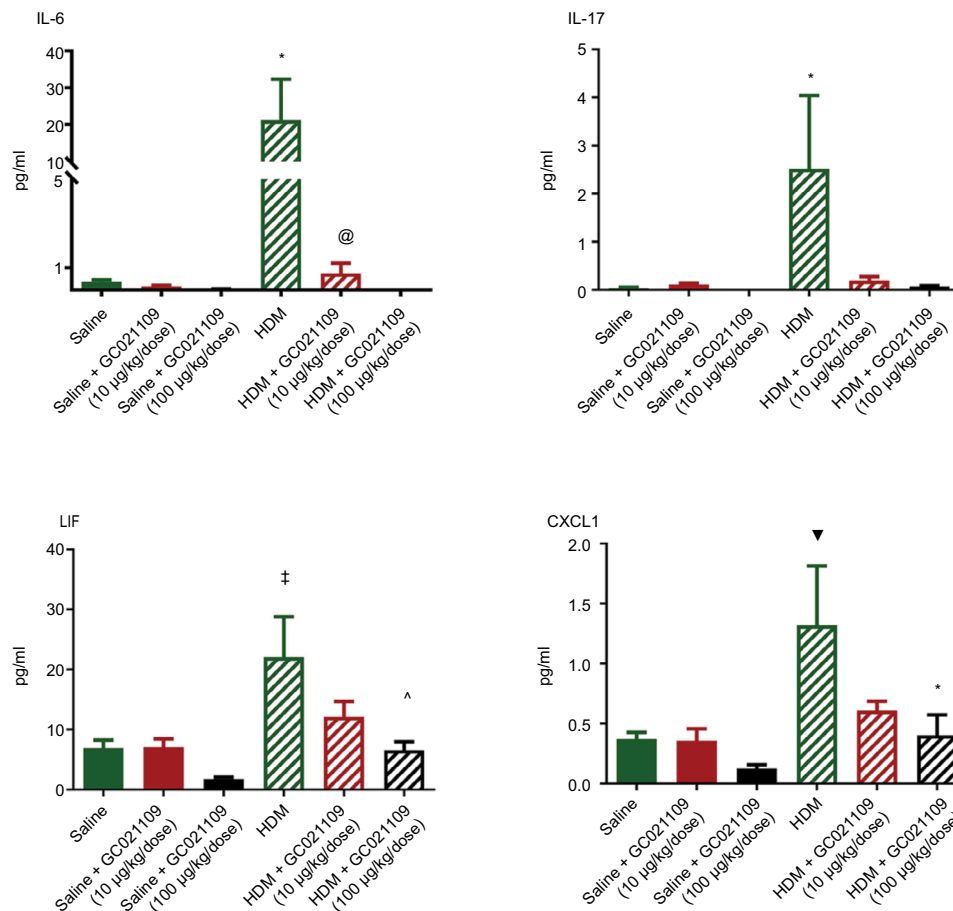 IL-6
pg/ml
40
30
20
10
5
1
*
@
Saline
Saline + GC021109
(10 µg/kg/dose)
Saline + GC021109
(100 µg/kg/dose)
HDM
HDM + GC021109
(10 µg/kg/dose)
HDM + GC021109
(100 µg/kg/dose)
IL-17
pg/ml
5
4
3
2
1
0
*
Saline
Saline + GC021109
(10 µg/kg/dose)
Saline + GC021109
(100 µg/kg/dose)
HDM
HDM + GC021109
(10 µg/kg/dose)
HDM + GC021109
(100 µg/kg/dose)
LIF
pg/ml
40
30
20
10
0
‡
^
Saline
Saline + GC021109
(10 µg/kg/dose)
Saline + GC021109
(100 µg/kg/dose)
HDM
HDM + GC021109
(10 µg/kg/dose)
HDM + GC021109
(100 µg/kg/dose)
CXCL1
pg/ml
2.0
1.5
1.0
0.5
0.0
▼
*
Saline
Saline + GC021109
(10 µg/kg/dose)
Saline + GC021109
(100 µg/kg/dose)
HDM
HDM + GC021109
(10 µg/kg/dose)
HDM + GC021109
(100 µg/kg/dose)